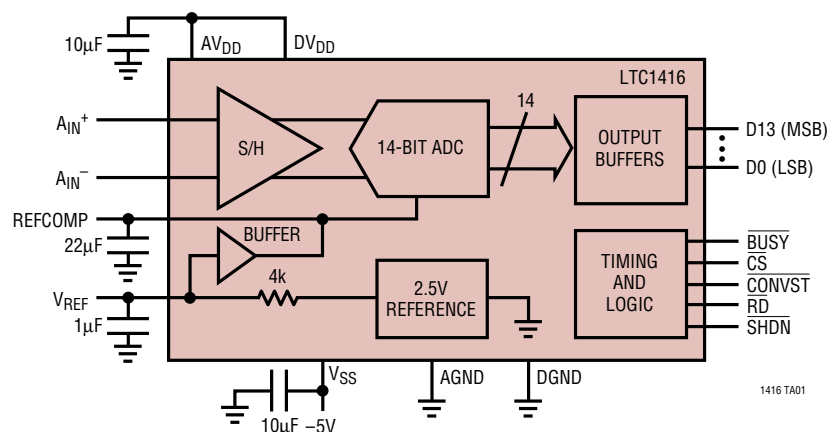 10µF
AVDD
DVDD
LTC1416
AIN+
AIN–
S/H
14-BIT ADC
14
OUTPUT
BUFFERS
D13 (MSB)
D0 (LSB)
REFCOMP
22µF
BUFFER
4k
VREF
1µF
2.5V
REFERENCE
TIMING
AND
LOGIC
BUSY
CS
CONVST
RD
SHDN
VSS
AGND
DGND
10µF
–5V
1416 TA01